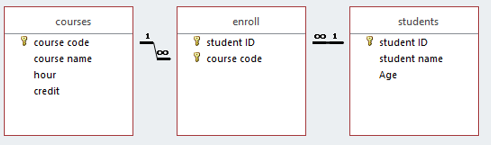 courses
course code
course name
hour
credit
1
∞
enroll
student ID
course code
∞ 1
students
student ID
student name
Age